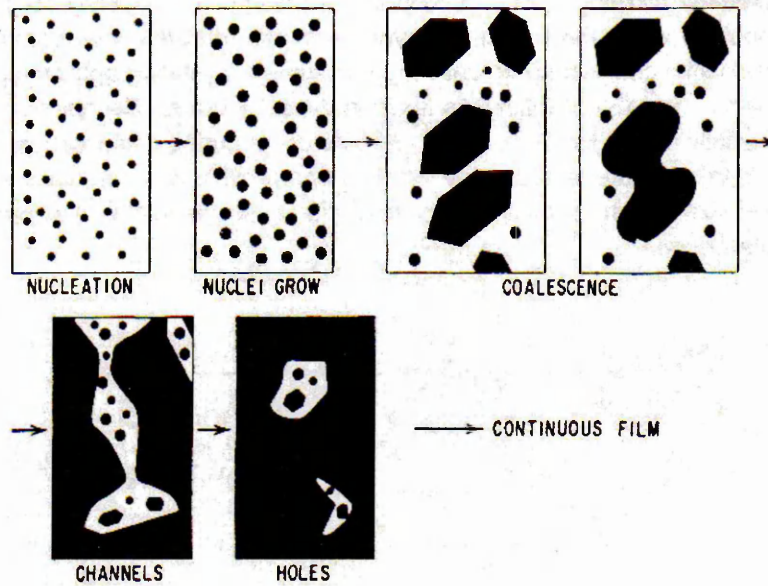 NUCLEATION
NUCLEI GROW
COALESCENCE
CONTINUOUS FILM
CHANNELS
HOLES